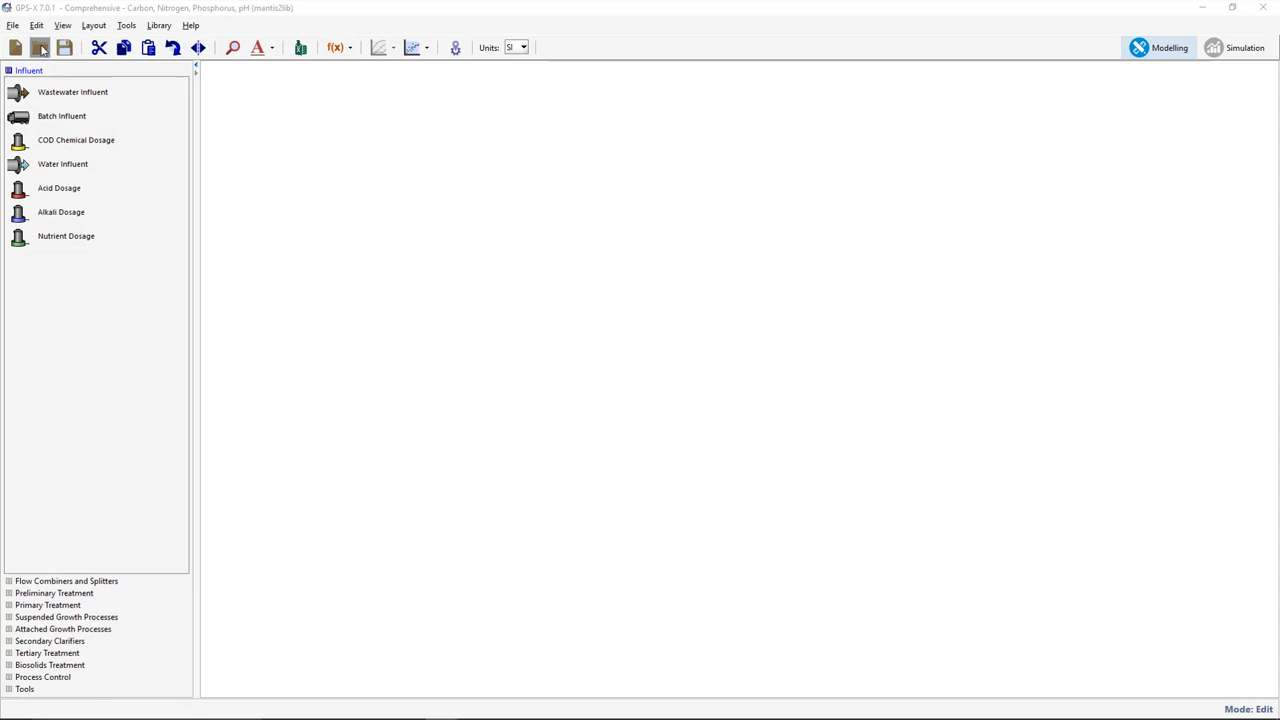 GPS-X 7.0.1 - Comprehensive - Carbon, Nitrogen, Phosphorus, pH (mantis2lib)
File Edit View Layout Tools Library Help
A f(x) Units: SI Modelling Simulation
Influent
Wastewater Influent
Batch Influent
COD Chemical Dosage
Water Influent
Acid Dosage
Alkali Dosage
Nutrient Dosage
Flow Combiners and Splitters
Preliminary Treatment
Primary Treatment
Suspended Growth Processes
Attached Growth Processes
Secondary Clarifiers
Tertiary Treatment
Biosolids Treatment
Process Control
Tools
Mode: Edit